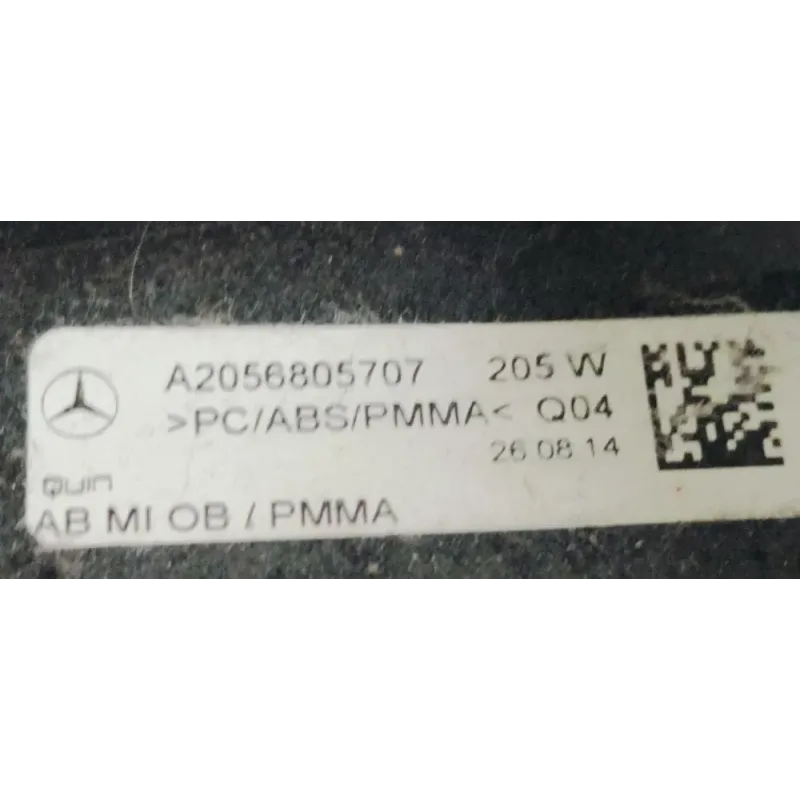 A2056805707 205 W
>PC/ABS/PMMA< Q04
26 08 14
Quin
AB MI OB / PMMA